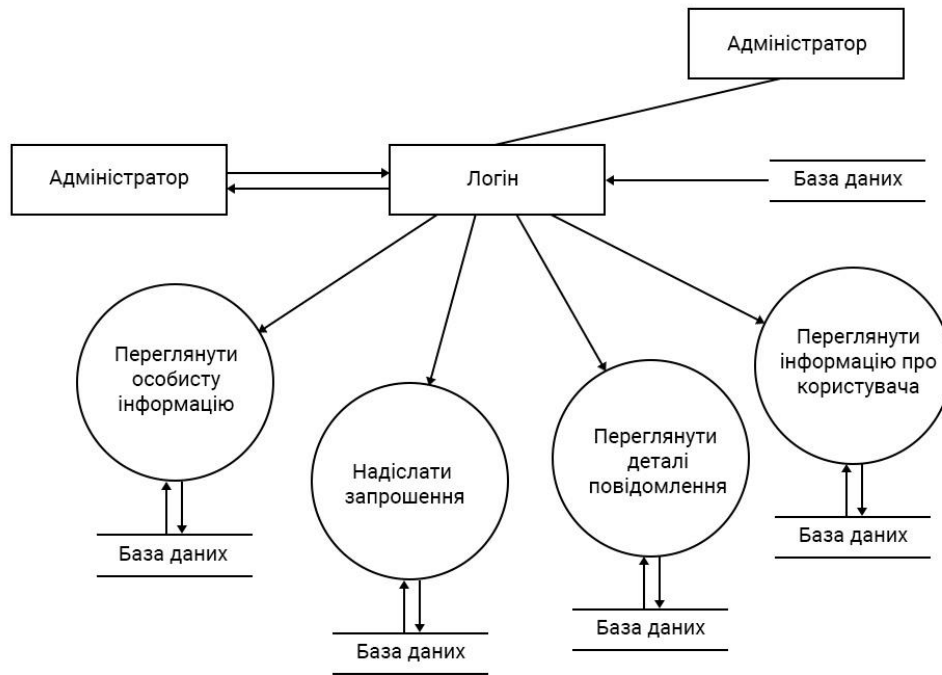 Адміністратор
Адміністратор
Логін
База даних
Переглянути
особисту
інформацію
Надіслати
запрошення
Переглянути
деталі
повідомлення
Переглянути
інформацію про
користувача
База даних
База даних
База даних
База даних